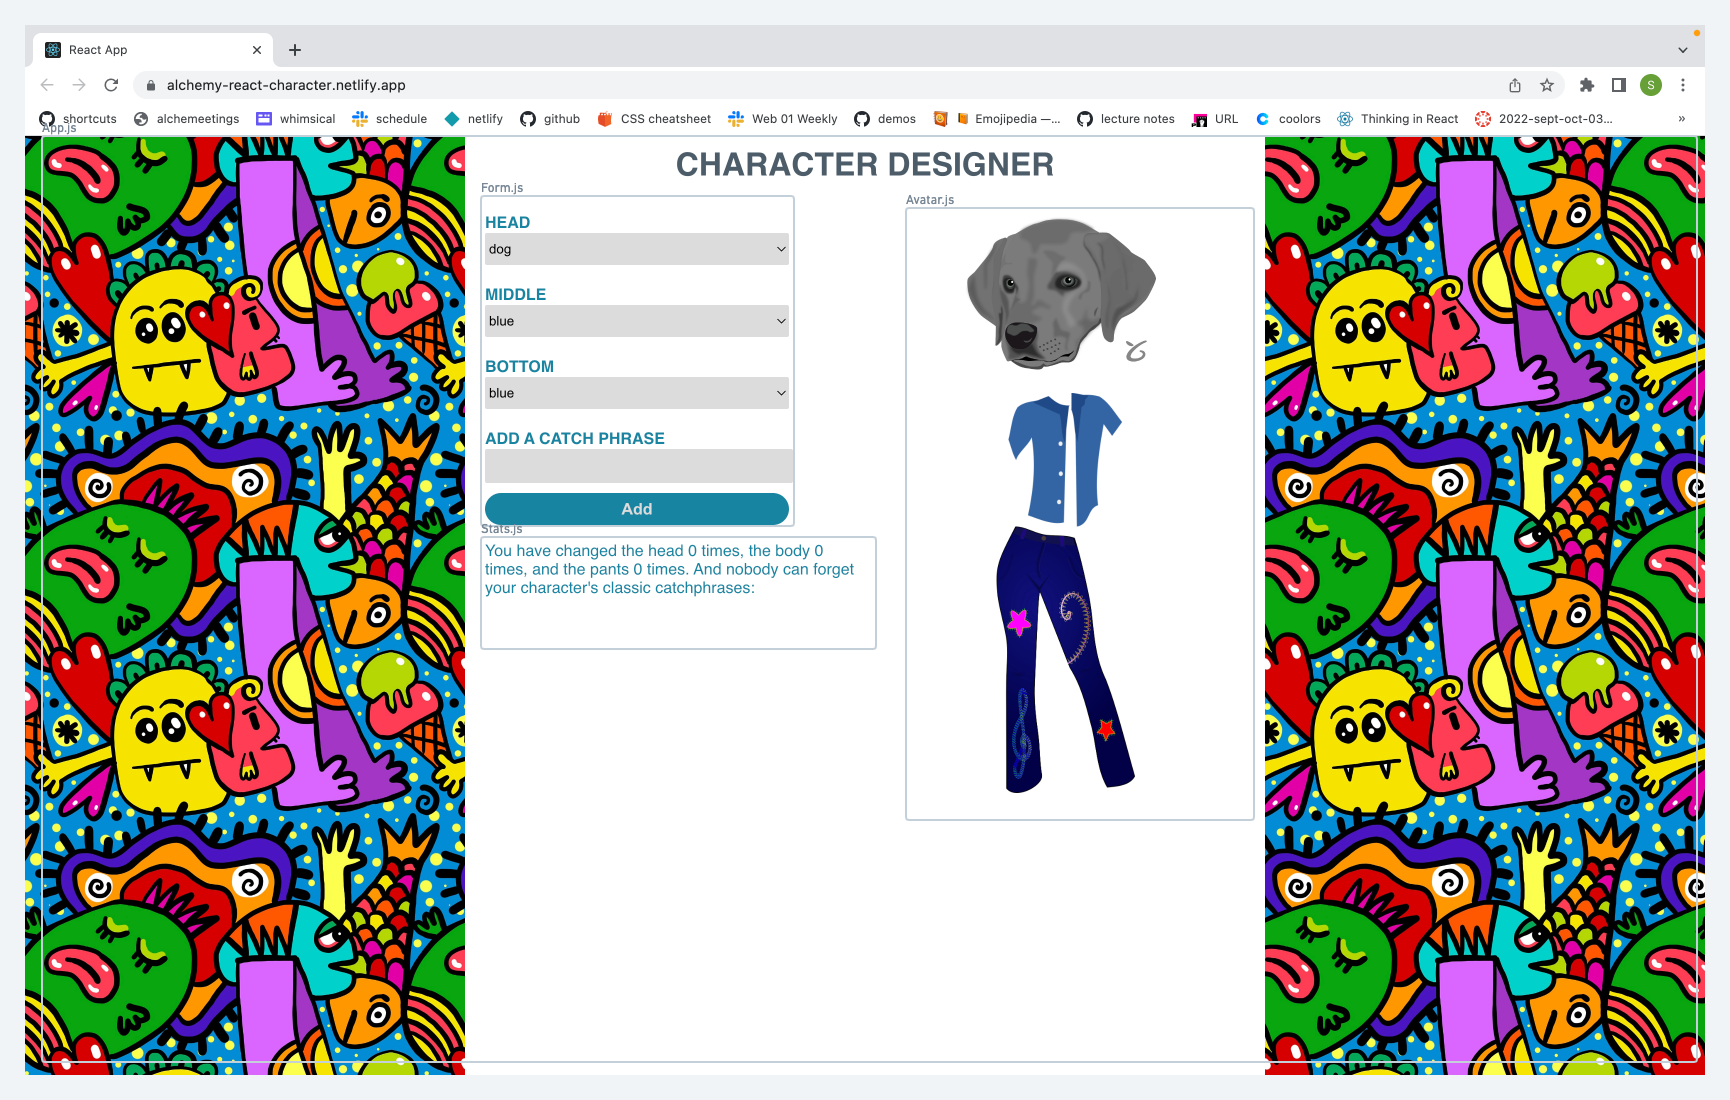 React App
alchemy-react-character.netlify.app
S
shortcuts
alchemeetings
whimsical
schedule
netlify
github
CSS cheatsheet
Web 01 Weekly
demos
Emojipedia —...
lecture notes
URL
coolors
Thinking in React
2022-sept-oct-03...
»
App.js
CHARACTER DESIGNER
Form.js
HEAD
dog
MIDDLE
blue
BOTTOM
blue
ADD A CATCH PHRASE
Add
Stats.js
You have changed the head 0 times, the body 0
times, and the pants 0 times. And nobody can forget
your character's classic catchphrases:
Avatar.js